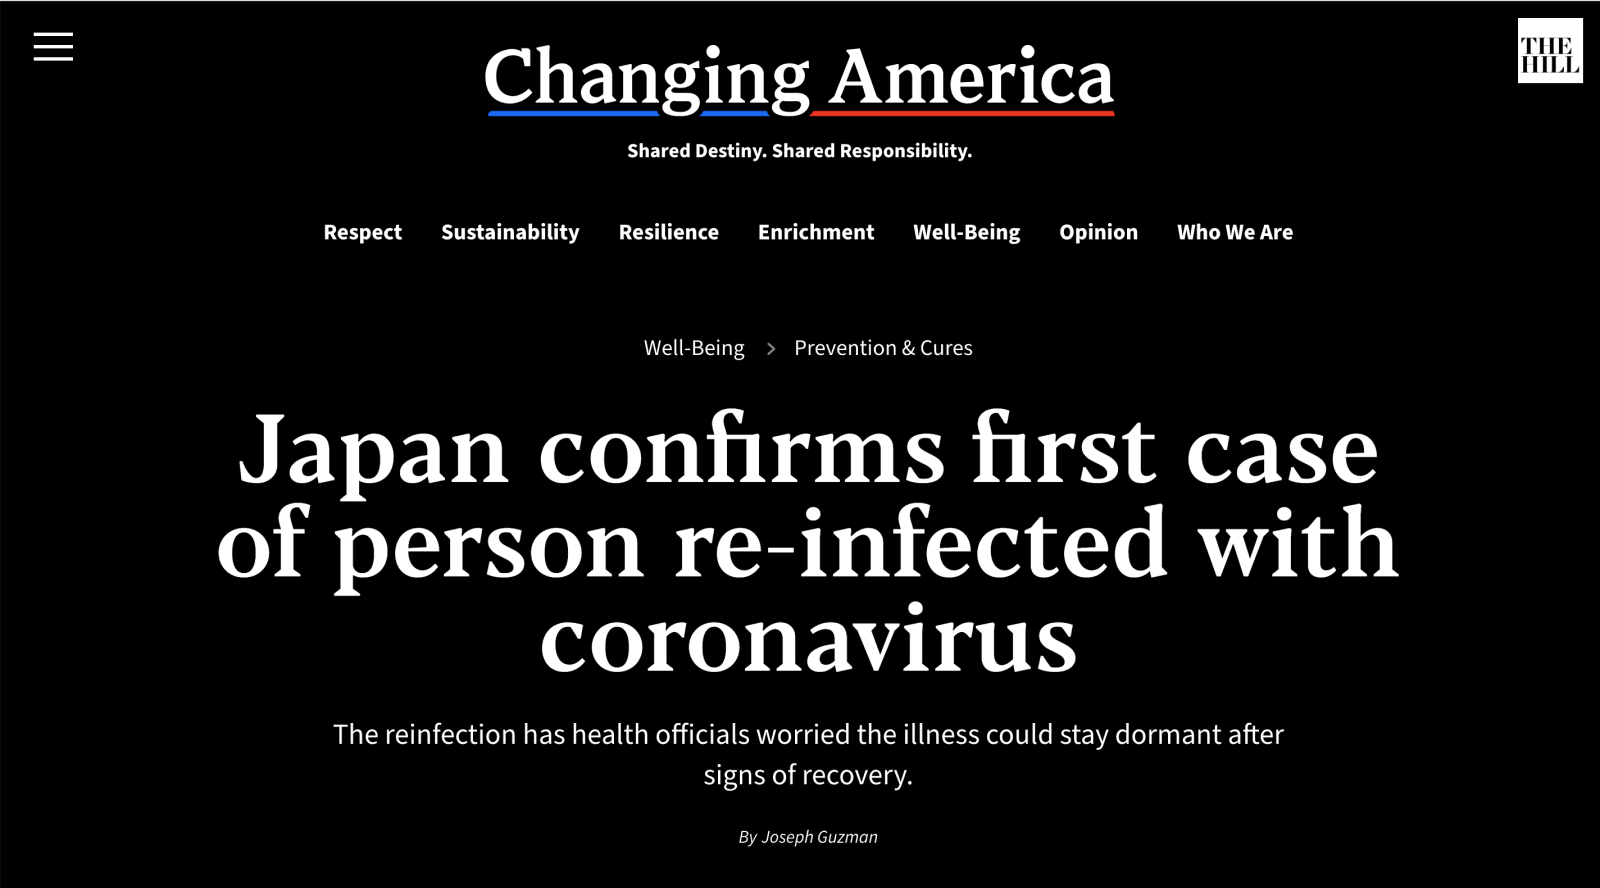 Changing America
THE
HILL
Shared Destiny. Shared Responsibility.
Respect Sustainability Resilience Enrichment Well-Being Opinion Who We Are
Well-Being > Prevention & Cures
Japan confirms first case
of person re-infected with
coronavirus
The reinfection has health officials worried the illness could stay dormant after
signs of recovery.
By Joseph Guzman